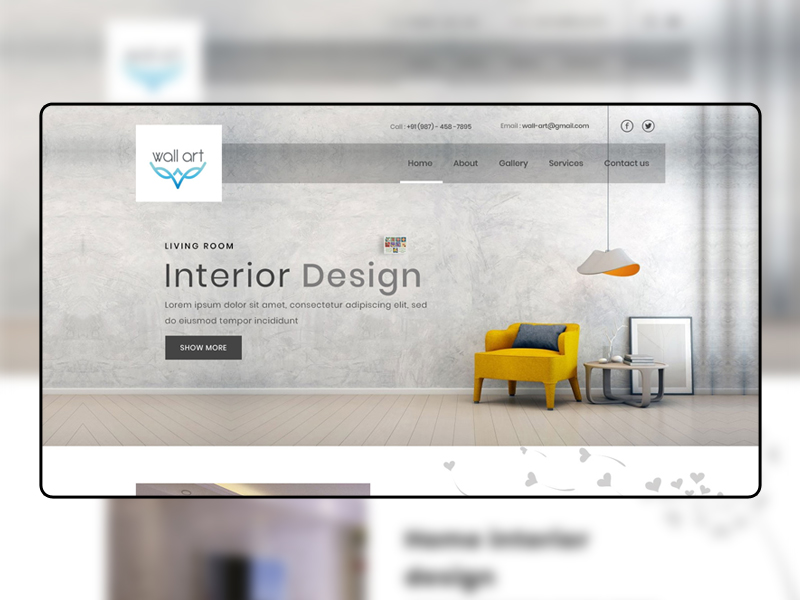 Call : +91 (987) - 458 -7895
Email : wall-art@gmail.com
wall art
Home
About
Gallery
Services
Contact us
LIVING ROOM
Interior Design
Lorem ipsum dolor sit amet, consectetur adipiscing elit, sed
do eiusmod tempor incididunt
SHOW MORE
Home interior
design